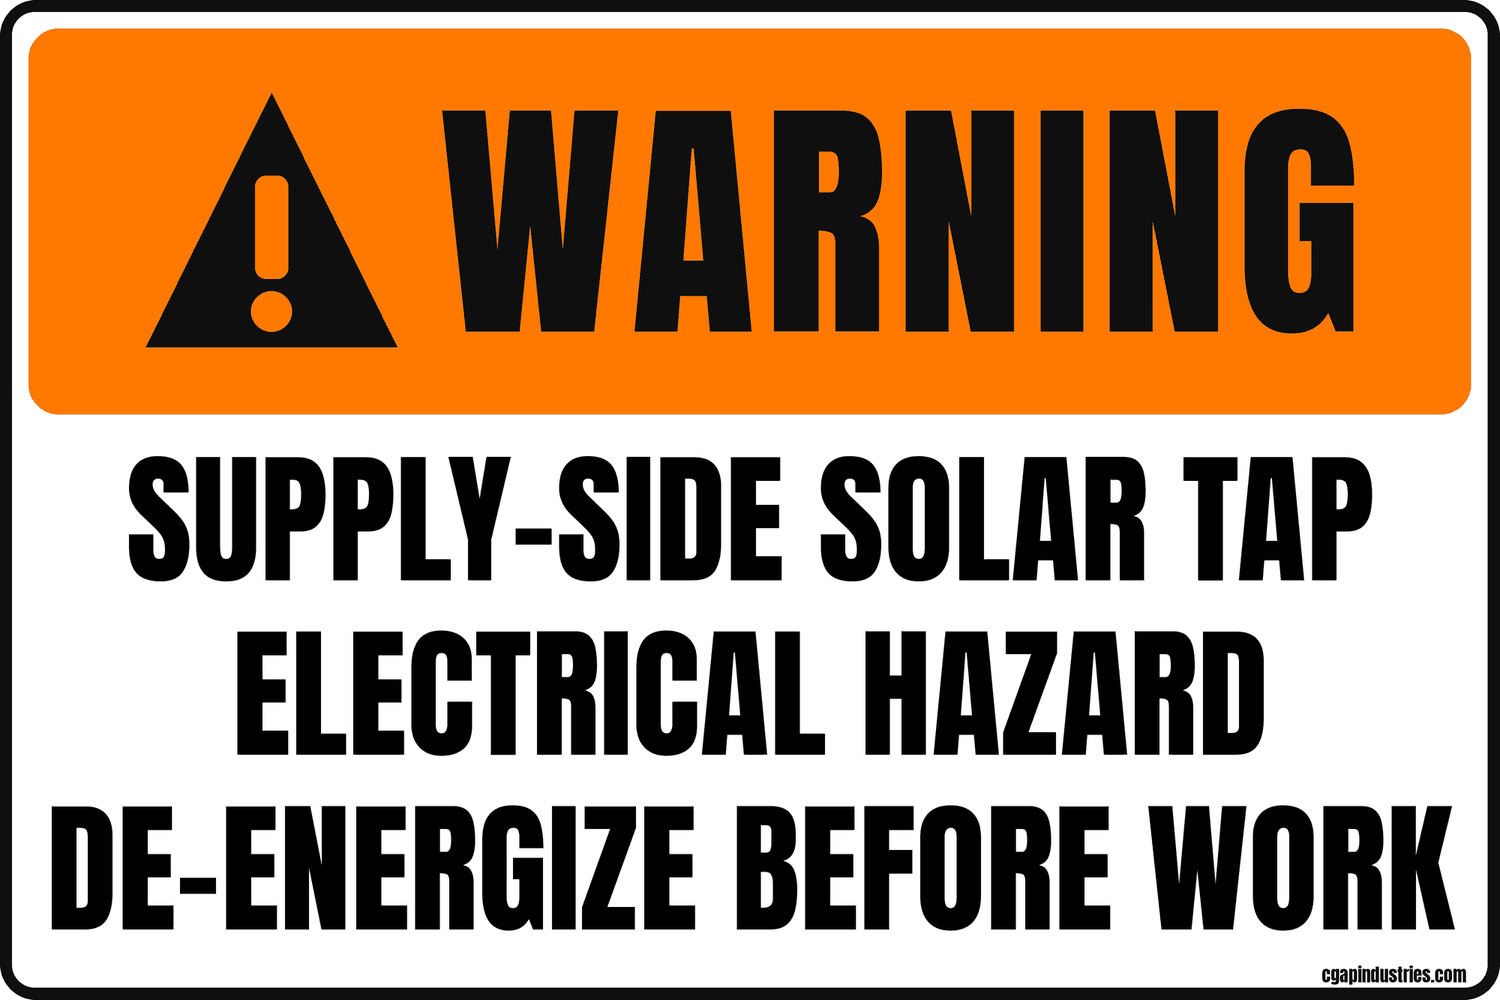 WARNING
SUPPLY-SIDE SOLAR TAP
ELECTRICAL HAZARD
DE-ENERGIZE BEFORE WORK
cgapindustries.com